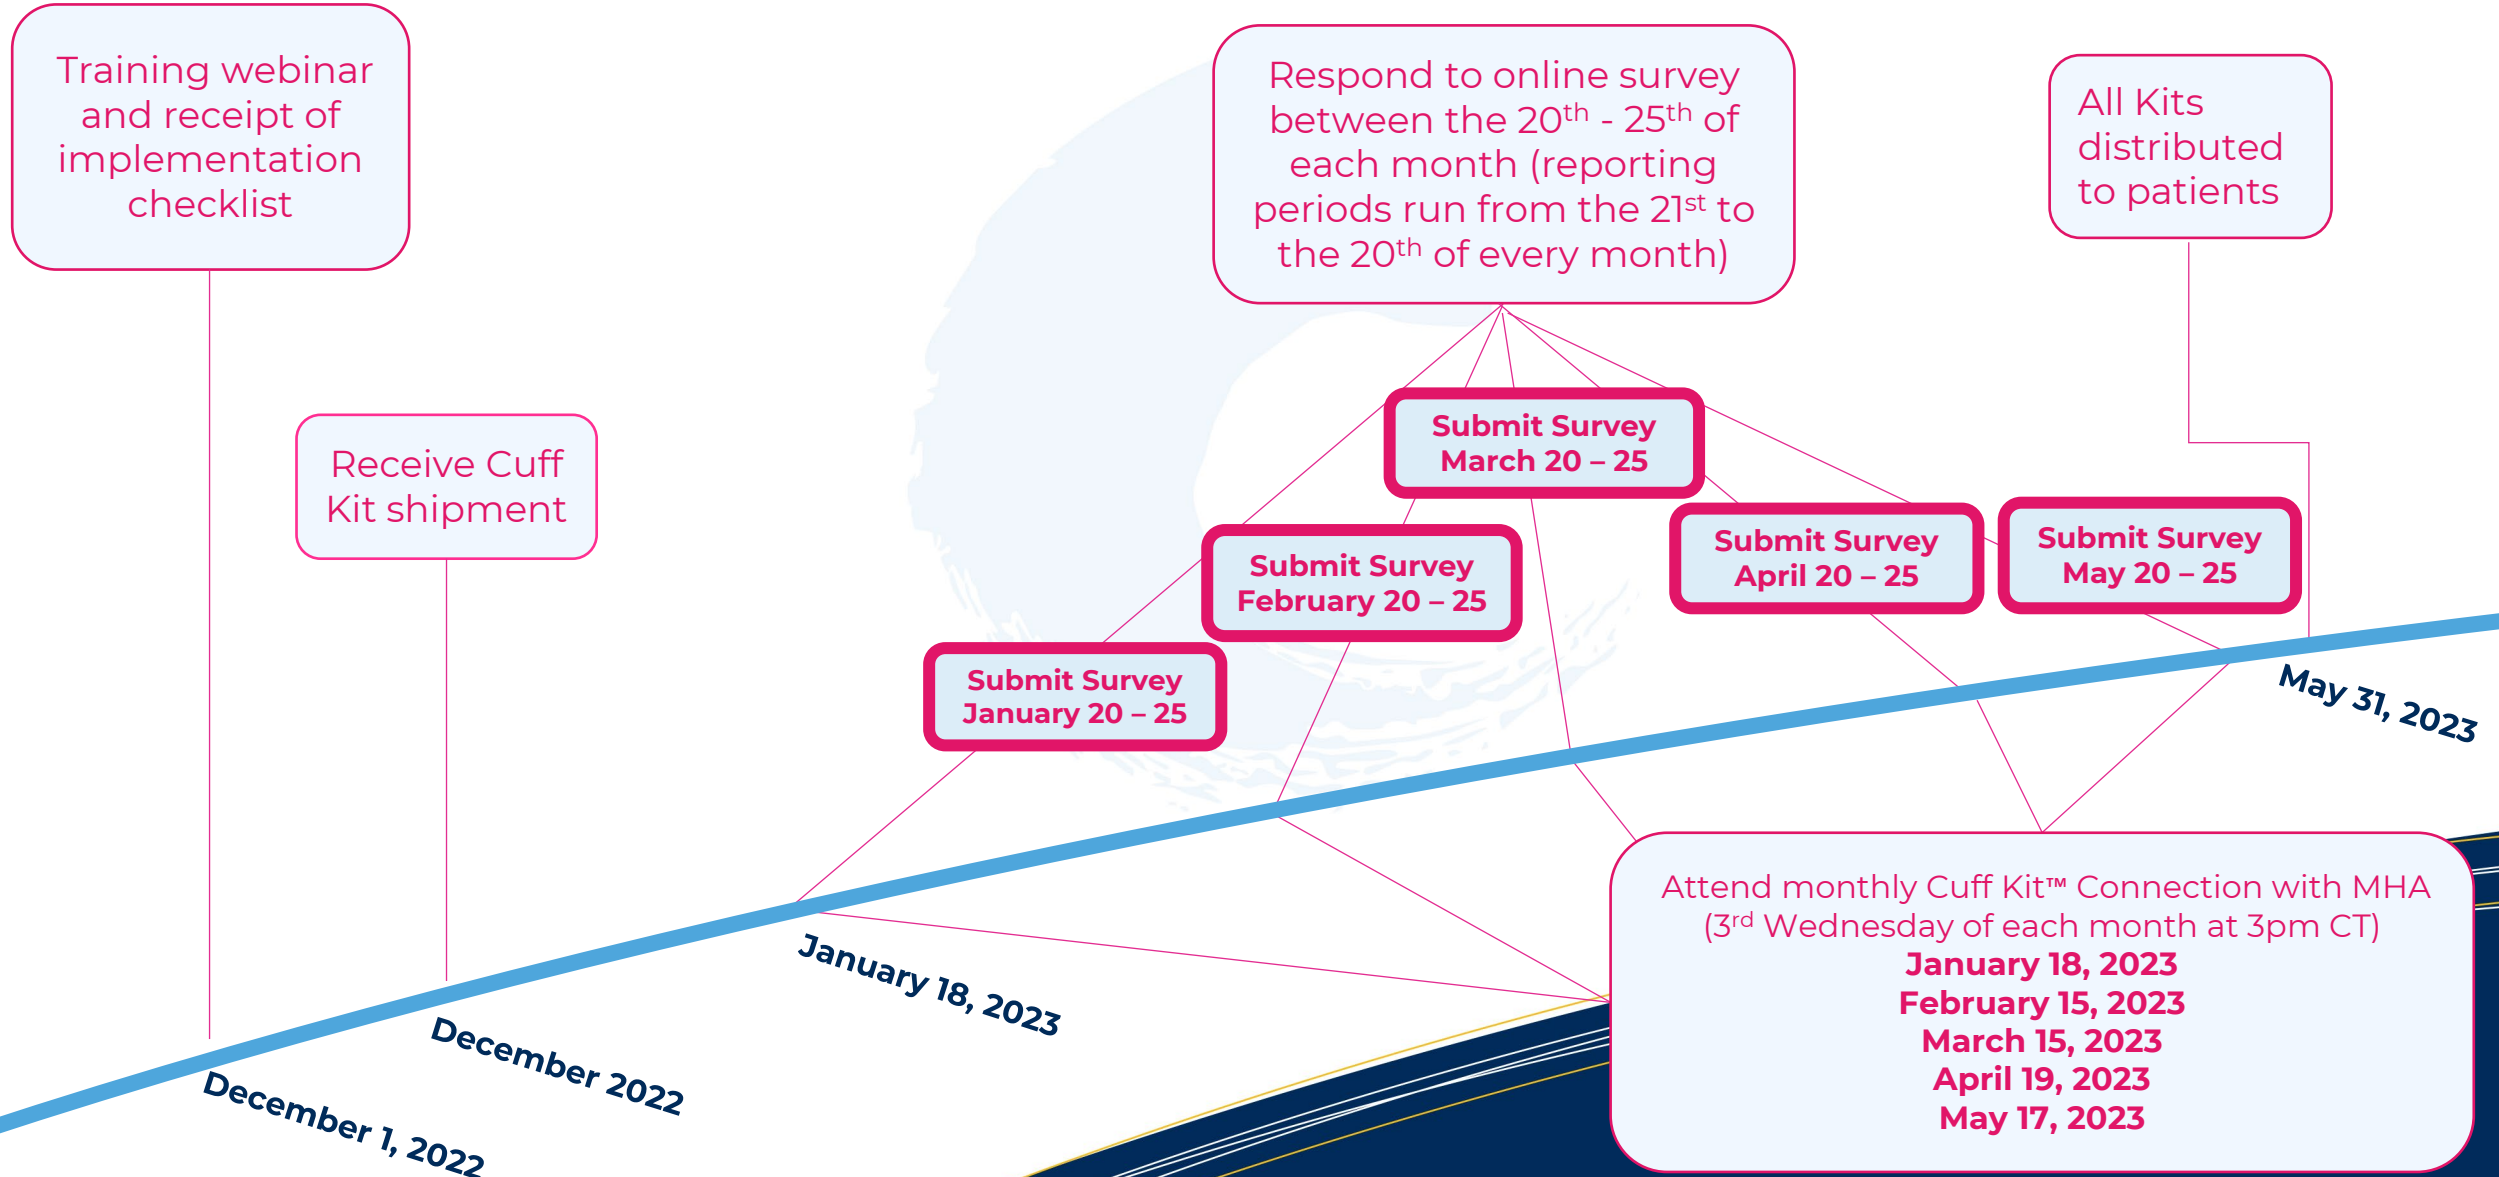 Training webinar
and receipt of
implementation
checklist
Receive Cuff
Kit shipment
Respond to online survey
between the 20th - 25th of
each month (reporting
periods run from the 21st to
the 20th of every month)
All Kits
distributed
to patients
Submit Survey
March 20 – 25
Submit Survey
February 20 – 25
Submit Survey
January 20 – 25
Submit Survey
April 20 – 25
Submit Survey
May 20 – 25
December 1, 2022
December 2022
January 18, 2023
May 31, 2023
Attend monthly Cuff Kit™ Connection with MHA
(3rd Wednesday of each month at 3pm CT)
January 18, 2023
February 15, 2023
March 15, 2023
April 19, 2023
May 17, 2023